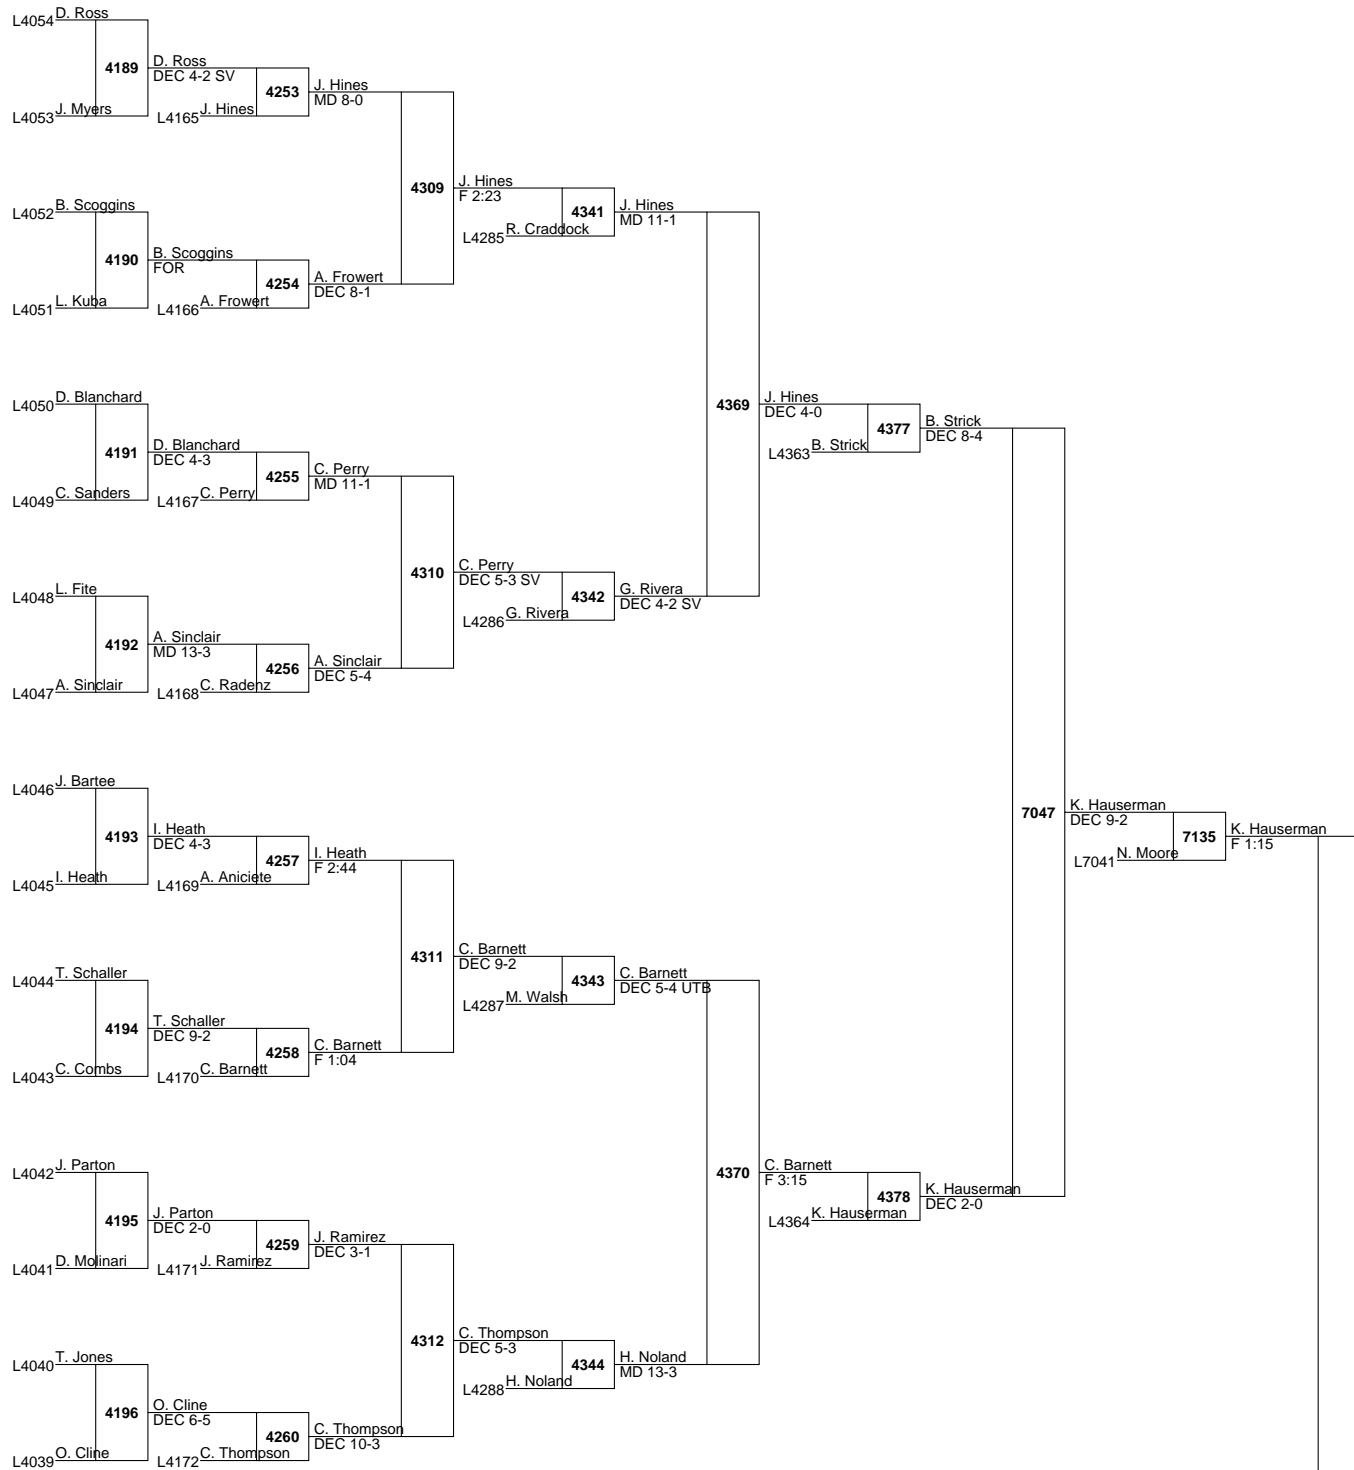 L4054 D. Ross
4189
D. Ross
DEC 4-2 SV
L4053 J. Myers
4253
L4165 J. Hines
J. Hines
MD 8-0
L4052 B. Scoggins
4190
B. Scoggins
FOR
L4051 L. Kuba
4254
L4166 A. Frowert
A. Frowert
DEC 8-1
4309
J. Hines
F 2:23
4341
L4285 R. Craddock
J. Hines
MD 11-1
L4050 D. Blanchard
4191
D. Blanchard
DEC 4-3
L4049 C. Sanders
4255
L4167 C. Perry
C. Perry
MD 11-1
L4048 L. Fite
4192
A. Sinclair
MD 13-3
L4047 A. Sinclair
4256
L4168 C. Radenz
A. Sinclair
DEC 5-4
4310
C. Perry
DEC 5-3 SV
4342
L4286 G. Rivera
G. Rivera
DEC 4-2 SV
4369
J. Hines
DEC 4-0
4377
L4363 B. Strick
B. Strick
DEC 8-4
L4046 J. Bartee
4193
I. Heath
DEC 4-3
L4045 I. Heath
4257
L4169 A. Aniciete
I. Heath
F 2:44
L4044 T. Schaller
4194
T. Schaller
DEC 9-2
L4043 C. Combs
4258
L4170 C. Barnett
C. Barnett
F 1:04
4311
C. Barnett
DEC 9-2
4343
L4287 M. Walsh
C. Barnett
DEC 5-4 UTB
L4042 J. Parton
4195
J. Parton
DEC 2-0
L4041 D. Molinari
4259
L4171 J. Ramirez
J. Ramirez
DEC 3-1
L4040 T. Jones
4196
O. Cline
DEC 6-5
L4039 O. Cline
4260
L4172 C. Thompson
C. Thompson
DEC 10-3
4312
C. Thompson
DEC 5-3
4344
L4288 H. Noland
H. Noland
MD 13-3
4370
C. Barnett
F 3:15
4378
L4364 K. Hauserman
K. Hauserman
DEC 2-0
7047
K. Hauserman
DEC 9-2
7135
L7041 N. Moore
K. Hauserman
F 1:15